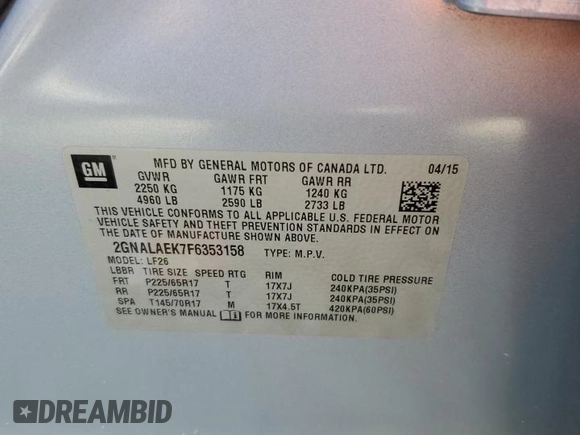 GM
MFD BY GENERAL MOTORS OF CANADA LTD. 04/15
GVWR GAWR FRT GAWR RR
2250 KG 1175 KG 1240 KG
4960 LB 2590 LB 2733 LB
THIS VEHICLE CONFORMS TO ALL APPLICABLE U.S. FEDERAL MOTOR
VEHICLE SAFETY AND THEFT PREVENTION STANDARDS IN EFFECT ON
THE DATE OF MANUFACTURE SHOWN ABOVE.
2GNALAEK7F6353158 TYPE: M.P.V.
MODEL: LF26
LBBR TIRE SIZE SPEED RTG RIM COLD TIRE PRESSURE
FRT P225/65R17 T 17X7J 240KPA(35PSI)
RR P225/65R17 T 17X7J 240KPA(35PSI)
SPA T145/70R17 M 17X4.5T 420KPA(60PSI)
SEE OWNER'S MANUAL FOR MORE INFORMATION.
DREAMBID